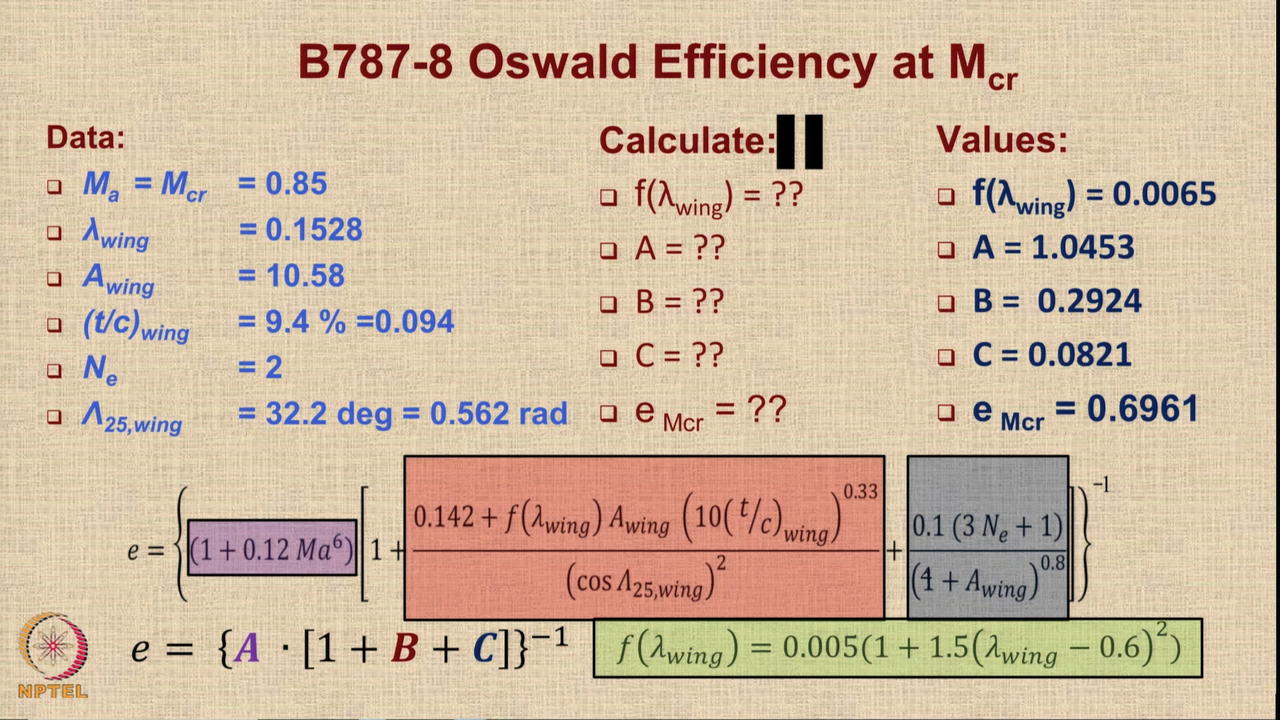 B787-8 Oswald Efficiency at Mcr
Data:
❑ Ma = Mcr = 0.85
❑ λwing = 0.1528
❑ Awing = 10.58
❑ (t/c)wing = 9.4 % =0.094
❑ Ne = 2
❑ Λ25,wing = 32.2 deg = 0.562 rad
Calculate:
❑ f(λwing) = ??
❑ A = ??
❑ B = ??
❑ C = ??
❑ e Mcr = ??
Values:
❑ f(λwing) = 0.0065
❑ A = 1.0453
❑ B = 0.2924
❑ C = 0.0821
❑ e Mcr = 0.6961
e = {(1 + 0.12 Ma⁶) [1 + (0.142 + f(λwing) Awing (10(t/c)wing)^0.33) / (cos Λ25,wing)² + 0.1 (3 Ne + 1) / (4 + Awing)^0.8]}⁻¹
e = {A · [1 + B + C]}⁻¹
f(λwing) = 0.005(1 + 1.5(λwing − 0.6)²)
NPTEL